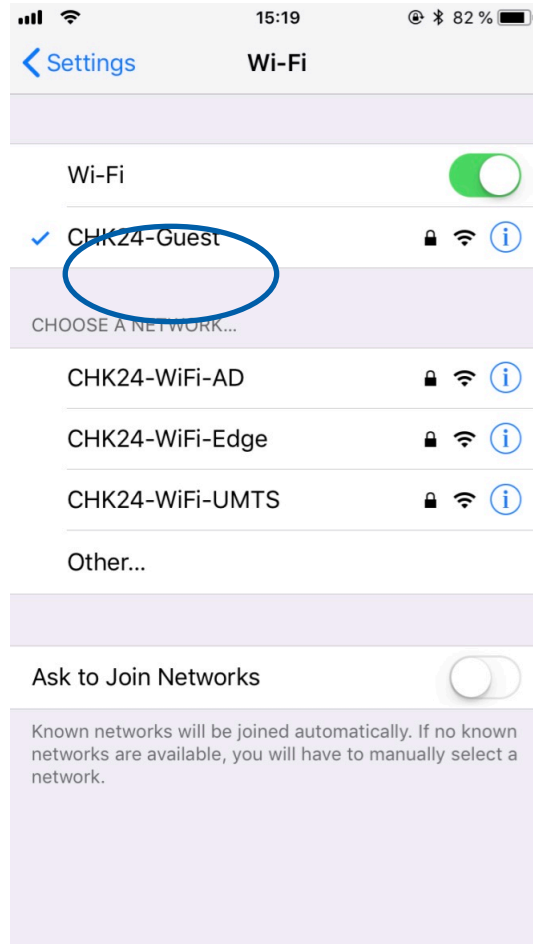 15:19 82 %
Settings Wi-Fi
Wi-Fi
CHK24-Guest
CHOOSE A NETWORK...
CHK24-WiFi-AD
CHK24-WiFi-Edge
CHK24-WiFi-UMTS
Other...
Ask to Join Networks
Known networks will be joined automatically. If no known
networks are available, you will have to manually select a
network.